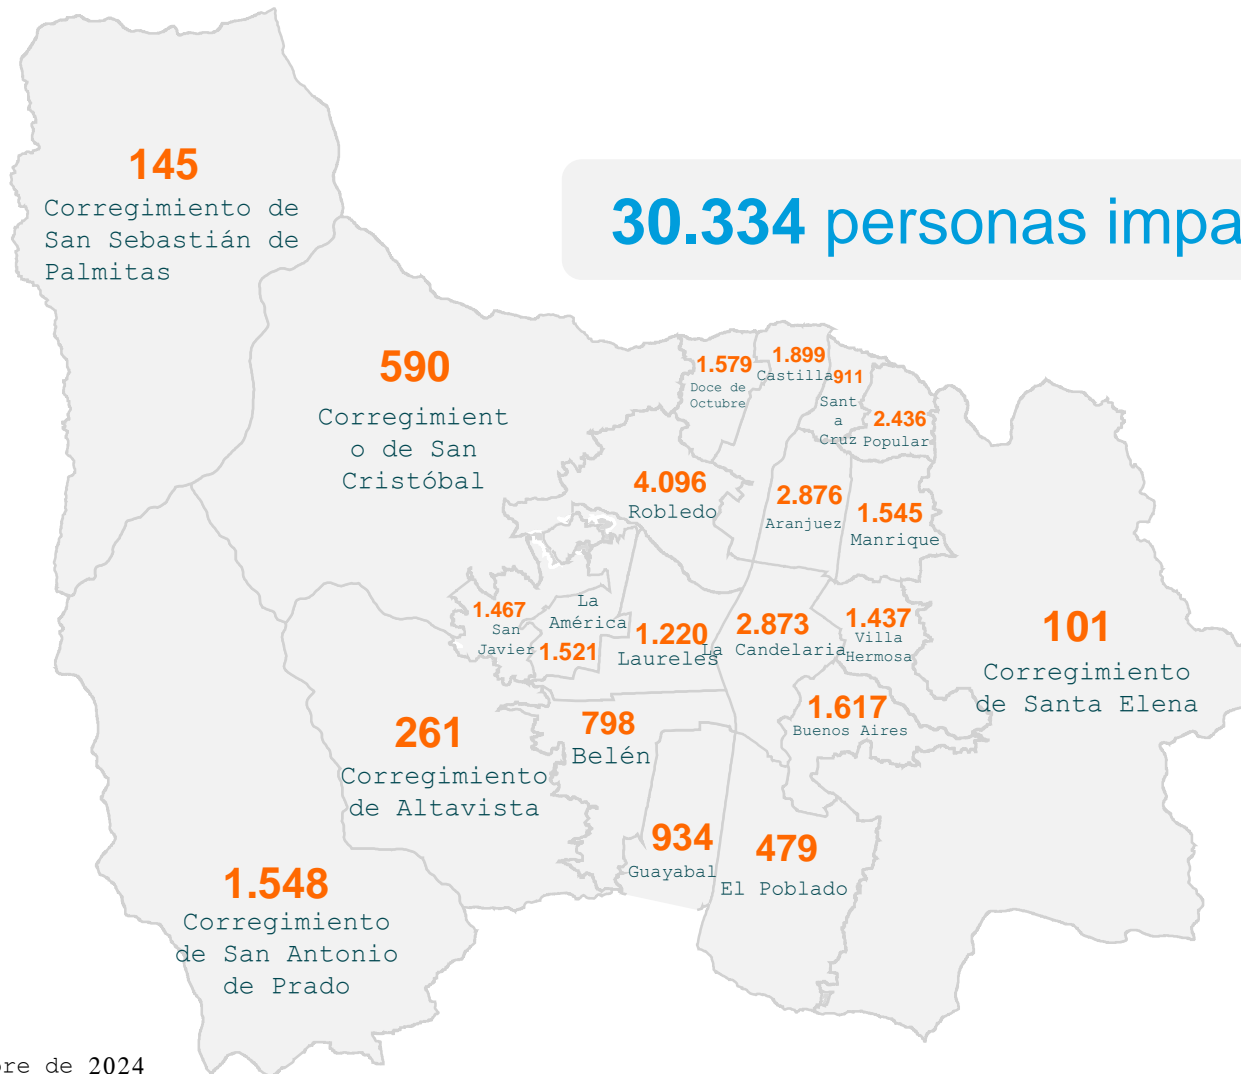 145
Corregimiento de
San Sebastián de
Palmitas
30.334 personas impa
590
Corregimient
o de San
Cristóbal
1.579
Doce de
Octubre
1.899
Castilla
911
Sant
a
Cruz
2.436
Popular
4.096
Robledo
2.876
Aranjuez
1.545
Manrique
1.467
San
Javier
La
América
1.521
1.220
Laureles
2.873
La Candelaria
1.437
Villa
Hermosa
101
Corregimiento
de Santa Elena
1.617
Buenos Aires
261
Corregimiento
de Altavista
798
Belén
934
Guayabal
479
El Poblado
1.548
Corregimiento
de San Antonio
de Prado
bre de 2024